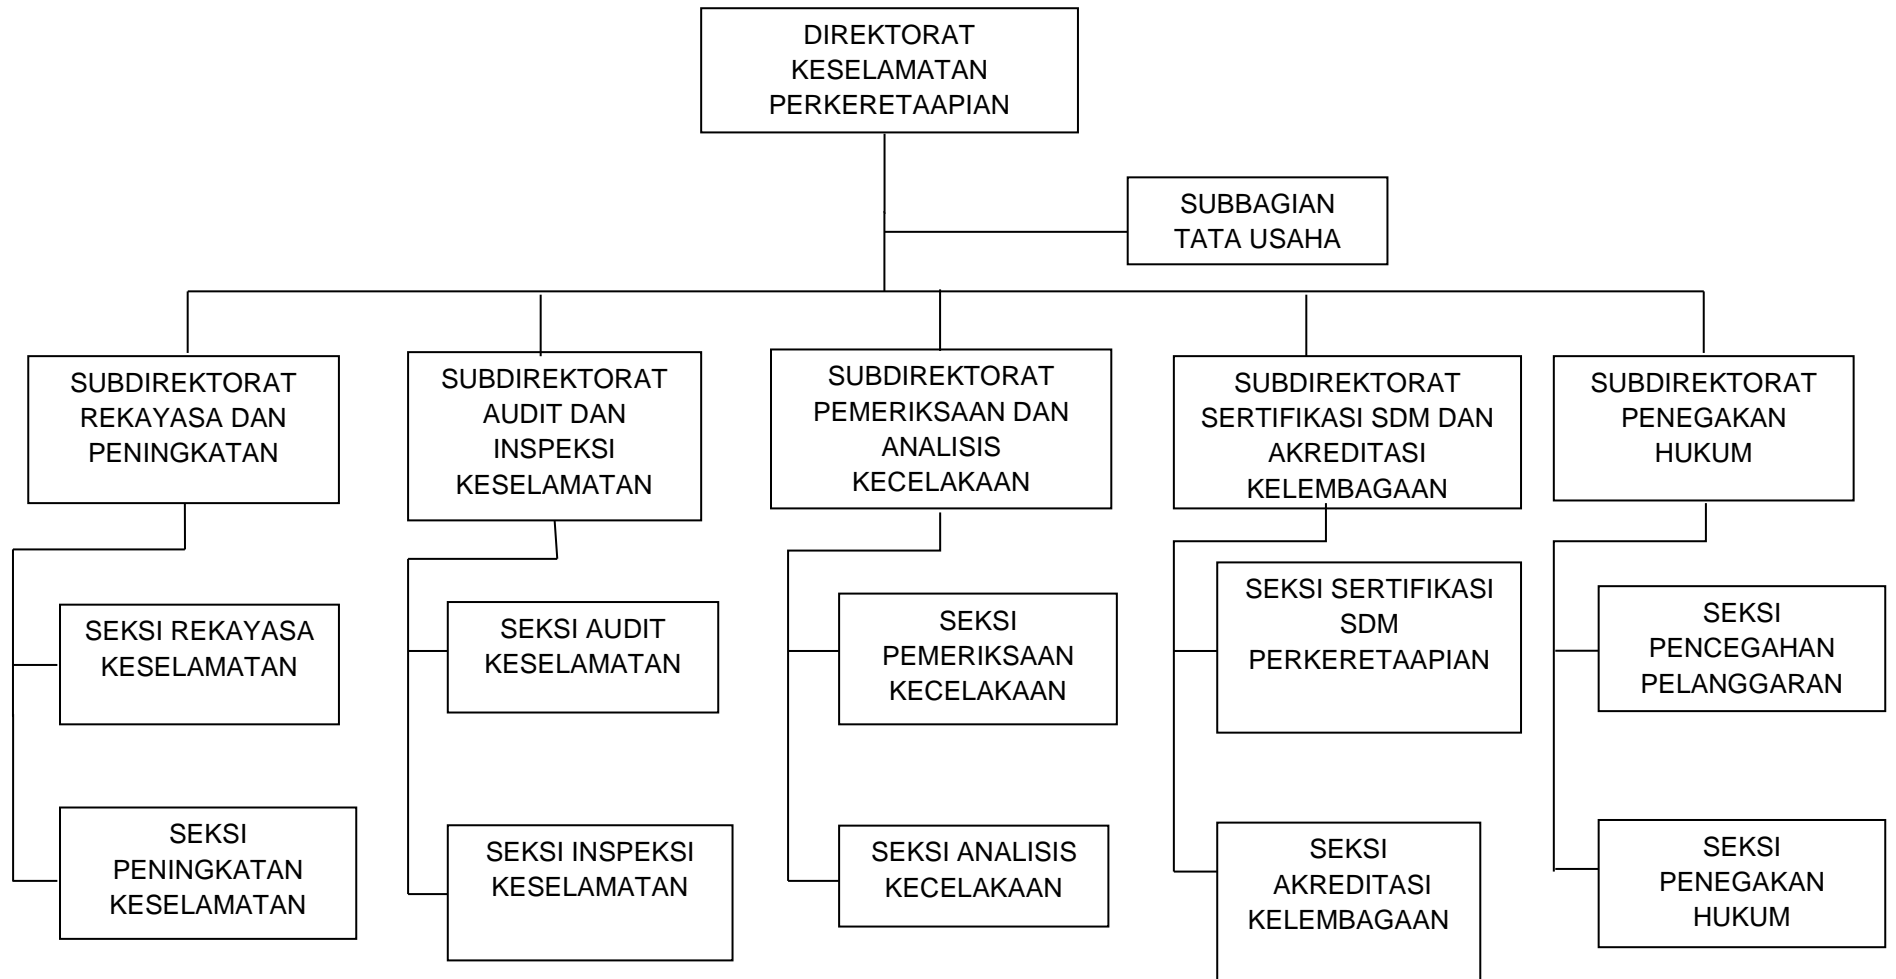 DIREKTORAT
KESELAMATAN
PERKERETAAPIAN
SUBBAGIAN
TATA USAHA
SUBDIREKTORAT
REKAYASA DAN
PENINGKATAN
SUBDIREKTORAT
AUDIT DAN
INSPEKSI
KESELAMATAN
SUBDIREKTORAT
PEMERIKSAAN DAN
ANALISIS
KECELAKAAN
SUBDIREKTORAT
SERTIFIKASI SDM DAN
AKREDITASI
KELEMBAGAAN
SUBDIREKTORAT
PENEGAKAN
HUKUM
SEKSI REKAYASA
KESELAMATAN
SEKSI AUDIT
KESELAMATAN
SEKSI
PEMERIKSAAN
KECELAKAAN
SEKSI SERTIFIKASI
SDM
PERKERETAAPIAN
SEKSI
PENCEGAHAN
PELANGGARAN
SEKSI
PENINGKATAN
KESELAMATAN
SEKSI INSPEKSI
KESELAMATAN
SEKSI ANALISIS
KECELAKAAN
SEKSI
AKREDITASI
KELEMBAGAAN
SEKSI
PENEGAKAN
HUKUM